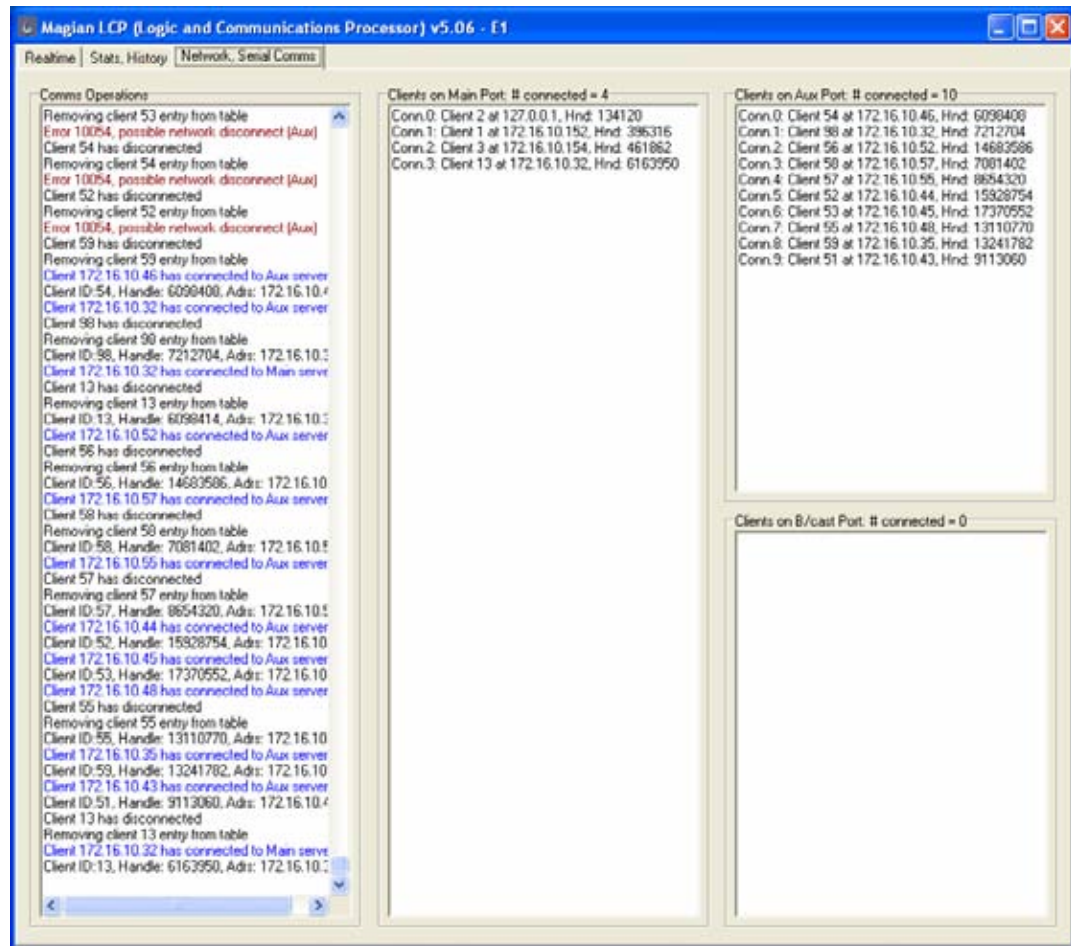 Magian LCP (Logic and Communications Processor) v5.06 - E1
Realtime
Stats, History
Network, Serial Comms
Comms Operations
Removing client 53 entry from table
Error 10054, possible network disconnect (Aux)
Client 54 has disconnected
Removing client 54 entry from table
Error 10054, possible network disconnect (Aux)
Client 52 has disconnected
Removing client 52 entry from table
Error 10054, possible network disconnect (Aux)
Client 59 has disconnected
Removing client 59 entry from table
Client 172.16.10.46 has connected to Aux server
Client ID:54, Handle: 6098408, Adrs: 172.16.10.4
Client 172.16.10.32 has connected to Aux server
Client 98 has disconnected
Removing client 98 entry from table
Client ID:98, Handle: 7212704, Adrs: 172.16.10.3
Client 172.16.10.32 has connected to Main serve
Client 13 has disconnected
Removing client 13 entry from table
Client ID:13, Handle: 6098414, Adrs: 172.16.10.3
Client 172.16.10.52 has connected to Aux server
Client 56 has disconnected
Removing client 56 entry from table
Client ID:56, Handle: 14683586, Adrs: 172.16.10
Client 172.16.10.57 has connected to Aux server
Client 58 has disconnected
Removing client 58 entry from table
Client ID:58, Handle: 7081402, Adrs: 172.16.10.5
Client 172.16.10.55 has connected to Aux server
Client 57 has disconnected
Removing client 57 entry from table
Client ID:57, Handle: 8654320, Adrs: 172.16.10.5
Client 172.16.10.44 has connected to Aux server
Client ID:52, Handle: 15928754, Adrs: 172.16.10
Client 172.16.10.45 has connected to Aux server
Client ID:53, Handle: 17370552, Adrs: 172.16.10
Client 172.16.10.48 has connected to Aux server
Client 55 has disconnected
Removing client 55 entry from table
Client ID:55, Handle: 13110770, Adrs: 172.16.10
Client 172.16.10.35 has connected to Aux server
Client ID:59, Handle: 13241782, Adrs: 172.16.10
Client 172.16.10.43 has connected to Aux server
Client ID:51, Handle: 9113060, Adrs: 172.16.10.4
Client 13 has disconnected
Removing client 13 entry from table
Client 172.16.10.32 has connected to Main serve
Client ID:13, Handle: 6163950, Adrs: 172.16.10.3
Clients on Main Port: # connected = 4
Conn.0: Client 2 at 127.0.0.1, Hnd: 134120
Conn.1: Client 1 at 172.16.10.152, Hnd: 396316
Conn.2: Client 3 at 172.16.10.154, Hnd: 461862
Conn.3: Client 13 at 172.16.10.32, Hnd: 6163950
Clients on Aux Port: # connected = 10
Conn.0: Client 54 at 172.16.10.46, Hnd: 6098408
Conn.1: Client 98 at 172.16.10.32, Hnd: 7212704
Conn.2: Client 56 at 172.16.10.52, Hnd: 14683586
Conn.3: Client 58 at 172.16.10.57, Hnd: 7081402
Conn.4: Client 57 at 172.16.10.55, Hnd: 8654320
Conn.5: Client 52 at 172.16.10.44, Hnd: 15928754
Conn.6: Client 53 at 172.16.10.45, Hnd: 17370552
Conn.7: Client 55 at 172.16.10.48, Hnd: 13110770
Conn.8: Client 59 at 172.16.10.35, Hnd: 13241782
Conn.9: Client 51 at 172.16.10.43, Hnd: 9113060
Clients on B/cast Port: # connected = 0